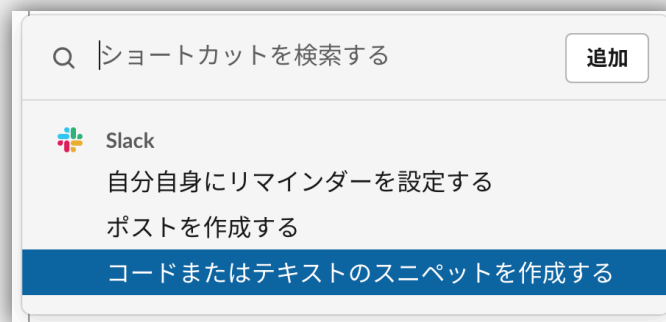 ショートカットを検索する
追加
Slack
自分自身にリマインダーを設定する
ポストを作成する
コードまたはテキストのスニペットを作成する